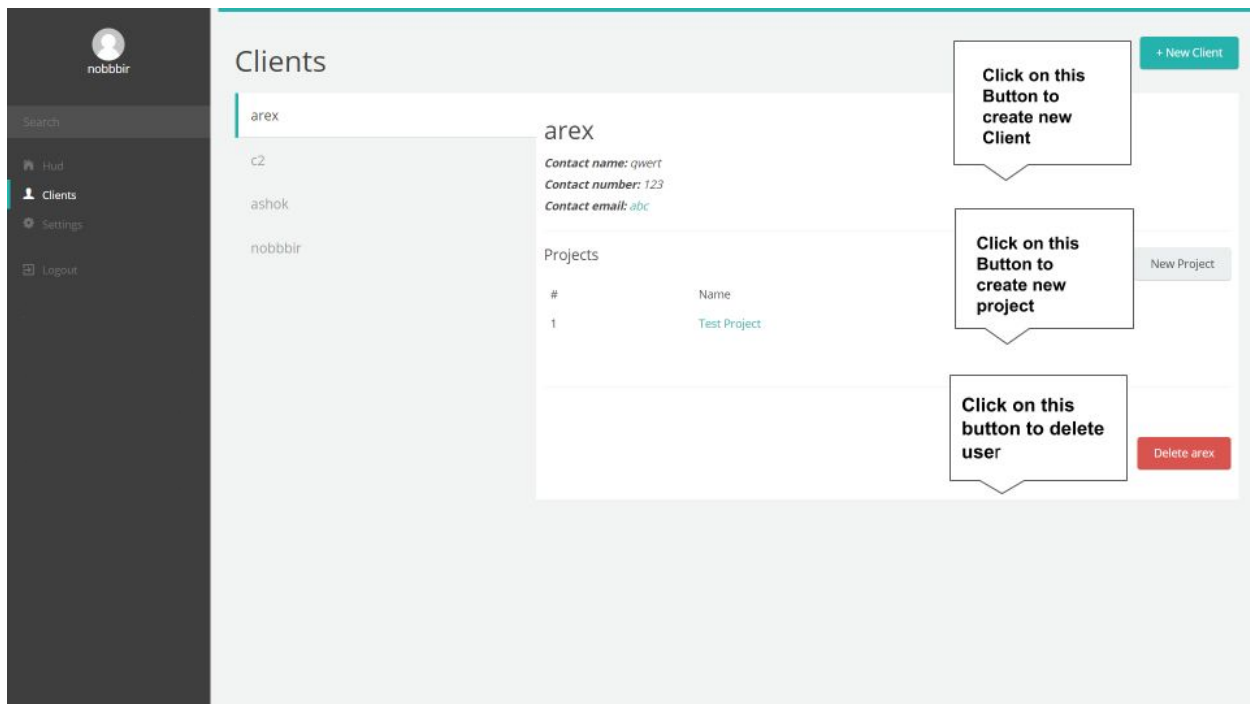 nobbbir
Search
Hud
Clients
Settings
Logout
Clients
+ New Client
arex
c2
ashok
nobbbir
arex
Contact name: qwert
Contact number: 123
Contact email: abc
Projects
New Project
# Name
1 Test Project
Delete arex
Click on this
Button to
create new
Client
Click on this
Button to
create new
project
Click on this
button to delete
user